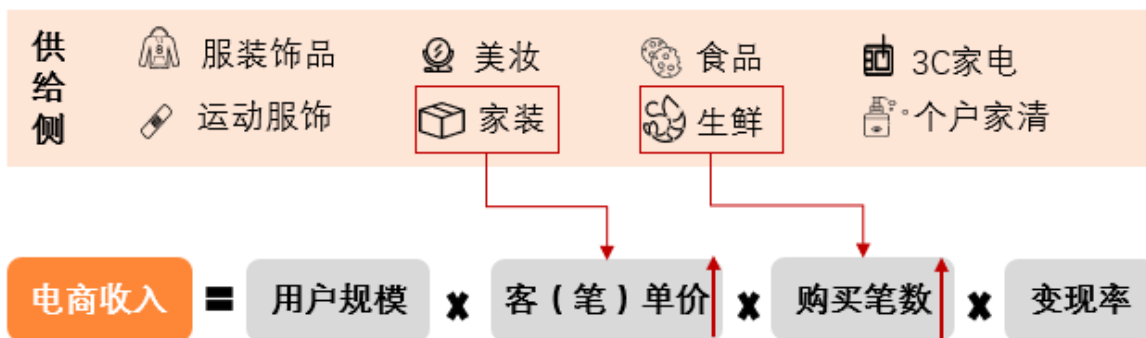 供给侧
服装饰品 美妆 食品 3C家电
运动服饰 家装 生鲜 个户家清
电商收入 = 用户规模 × 客（笔）单价 × 购买笔数 × 变现率